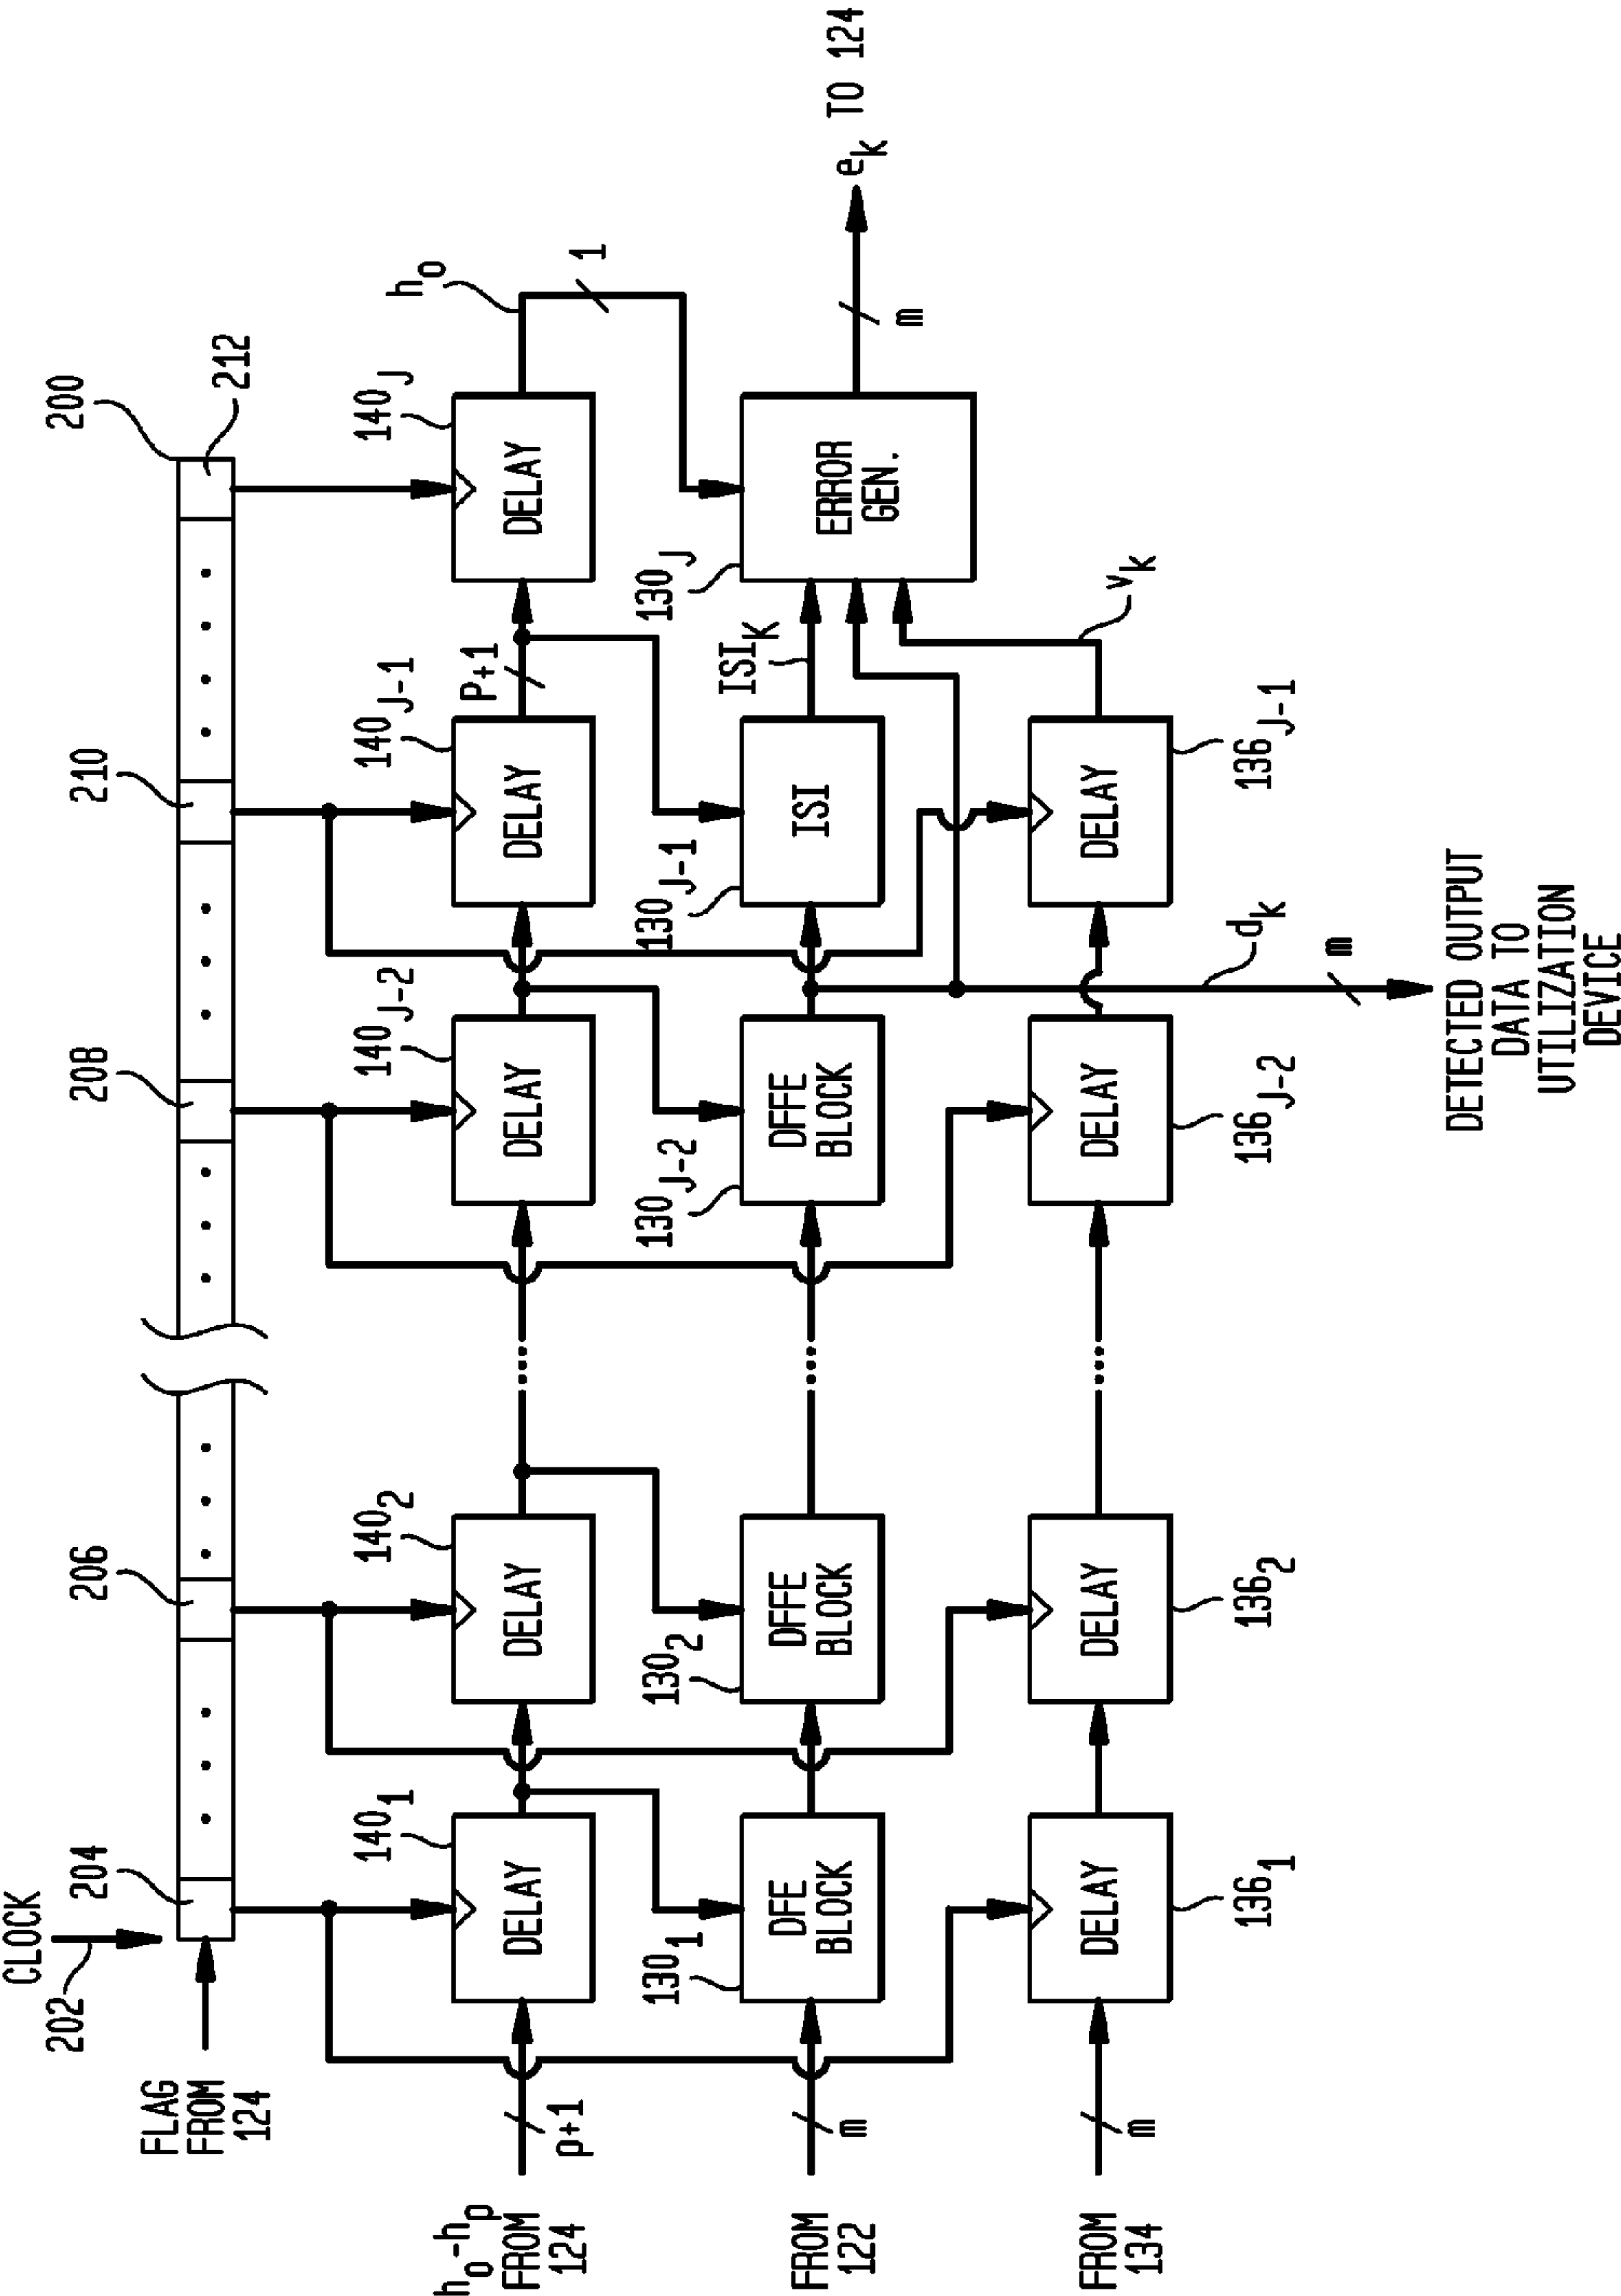 CLOCK
202
FLAG
FROM
124
204
206
208
210
200
212
h0-hp
FROM
124
p+1
140 1
DELAY
140 2
DELAY
140 J-2
DELAY
140 J-1
DELAY
P+1
140 J
DELAY
h0
1
FROM
122
m
130 1
DFE
BLOCK
130 2
DFFE
BLOCK
130 J-2
DFFE
BLOCK
130 J-1
ISI
ISIK
130 J
ERROR
GEN.
m
ek TO 124
FROM
134
m
DELAY
136 1
DELAY
136 2
DELAY
136 J-2
DELAY
136 J-1
vk
dk
m
DETECTED OUTPUT
DATA TO
UTILIZATION
DEVICE